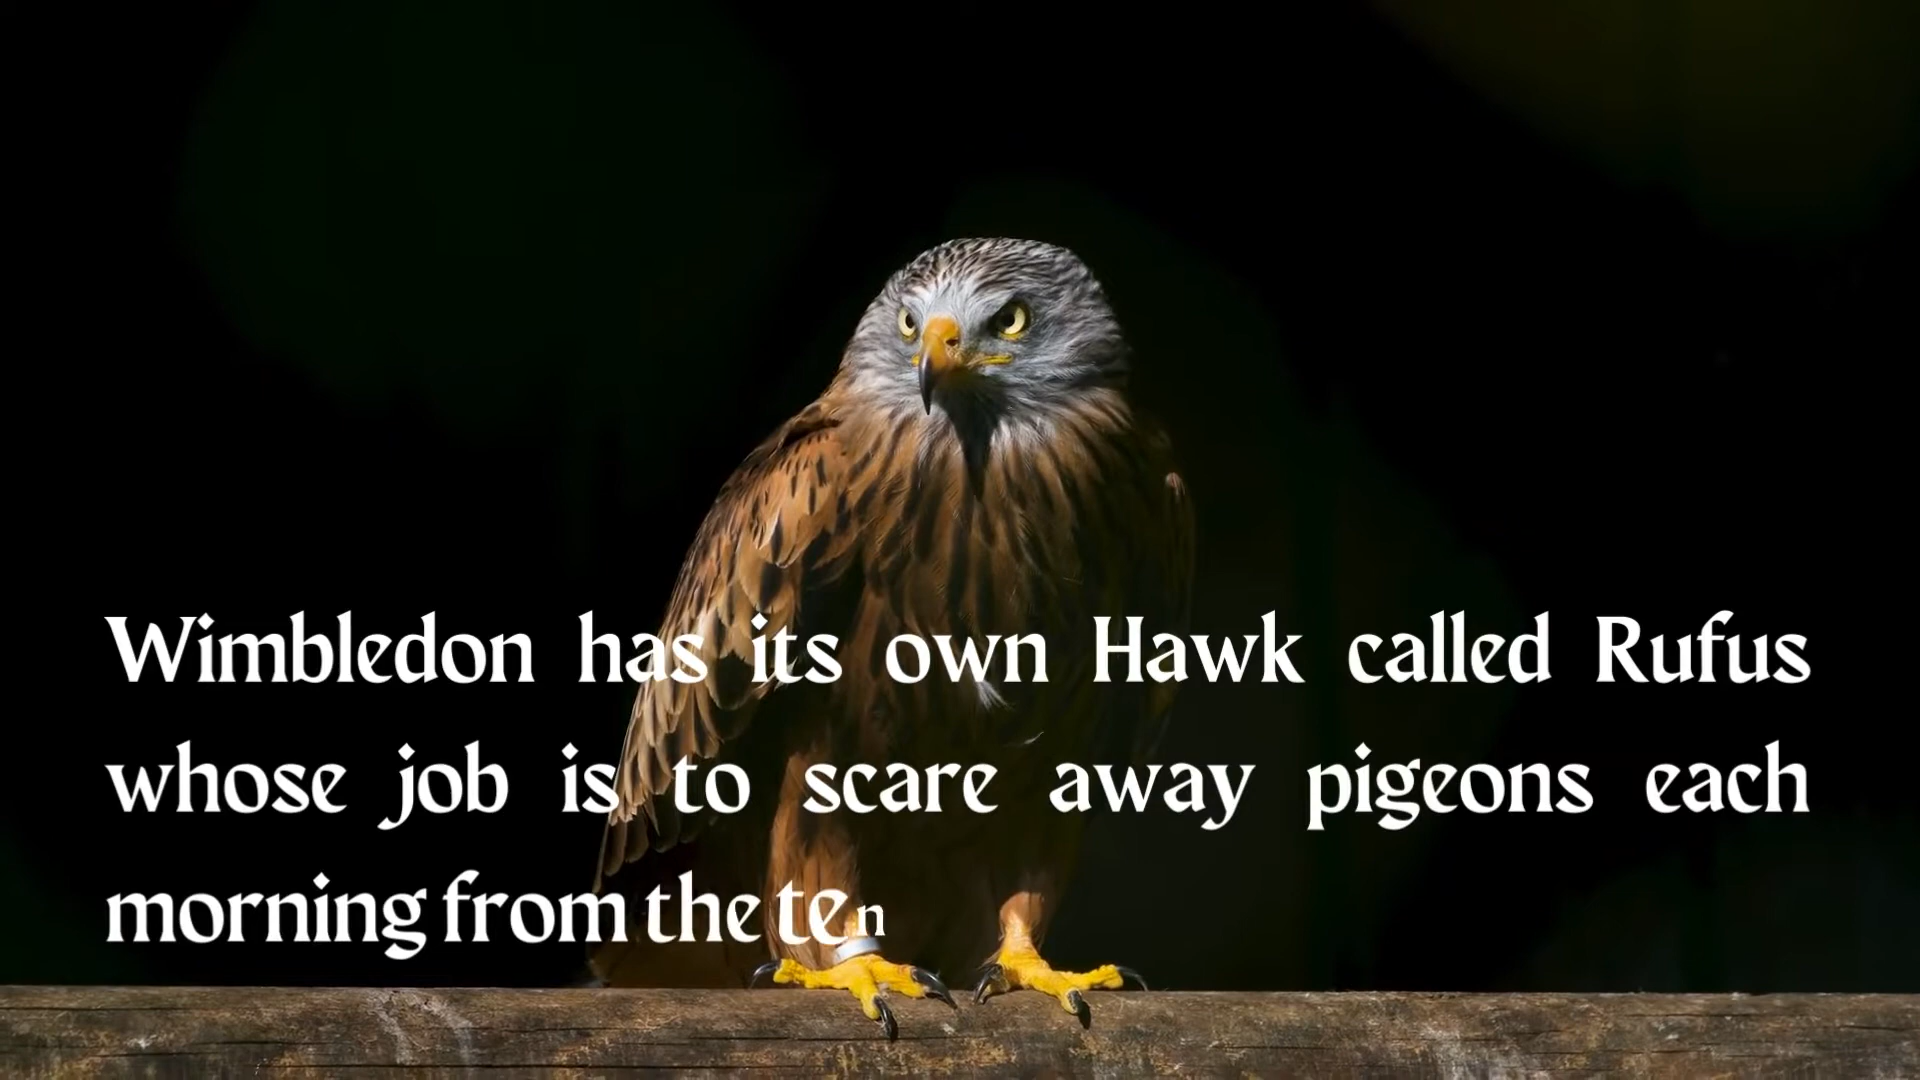 Wimbledon has its own Hawk called Rufus
whose job is to scare away pigeons each
morning from the ten